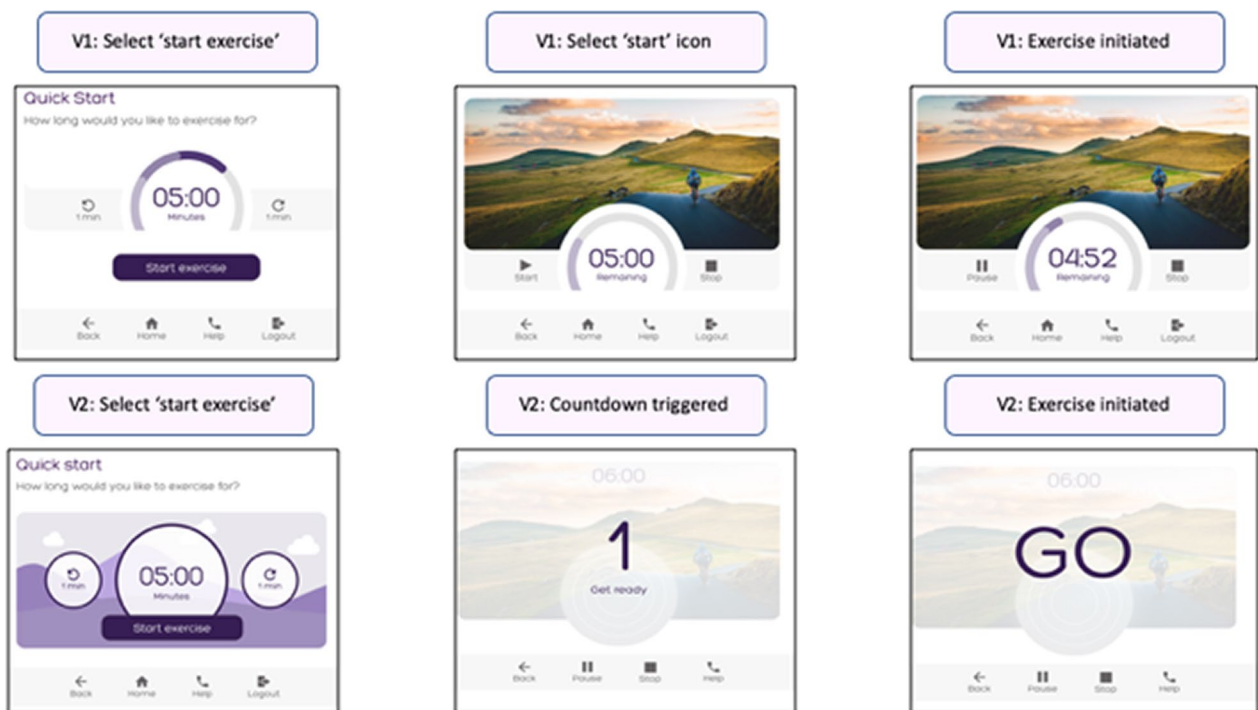 V1: Select ‘start exercise’
V1: Select ‘start’ icon
V1: Exercise initiated
Quick Start
How long would you like to exercise for?
05:00
Minutes
1 min
1 min
Start exercise
Back Home Help Logout
05:00
Remaining
Start
Stop
Back Home Help Logout
04:52
Remaining
Pause
Stop
Back Home Help Logout
V2: Select ‘start exercise’
V2: Countdown triggered
V2: Exercise initiated
Quick start
How long would you like to exercise for?
1 min
05:00
Minutes
1 min
Start exercise
Back Home Help Logout
06:00
1
Get ready
Back Pause Stop Help
06:00
GO
Back Pause Stop Help